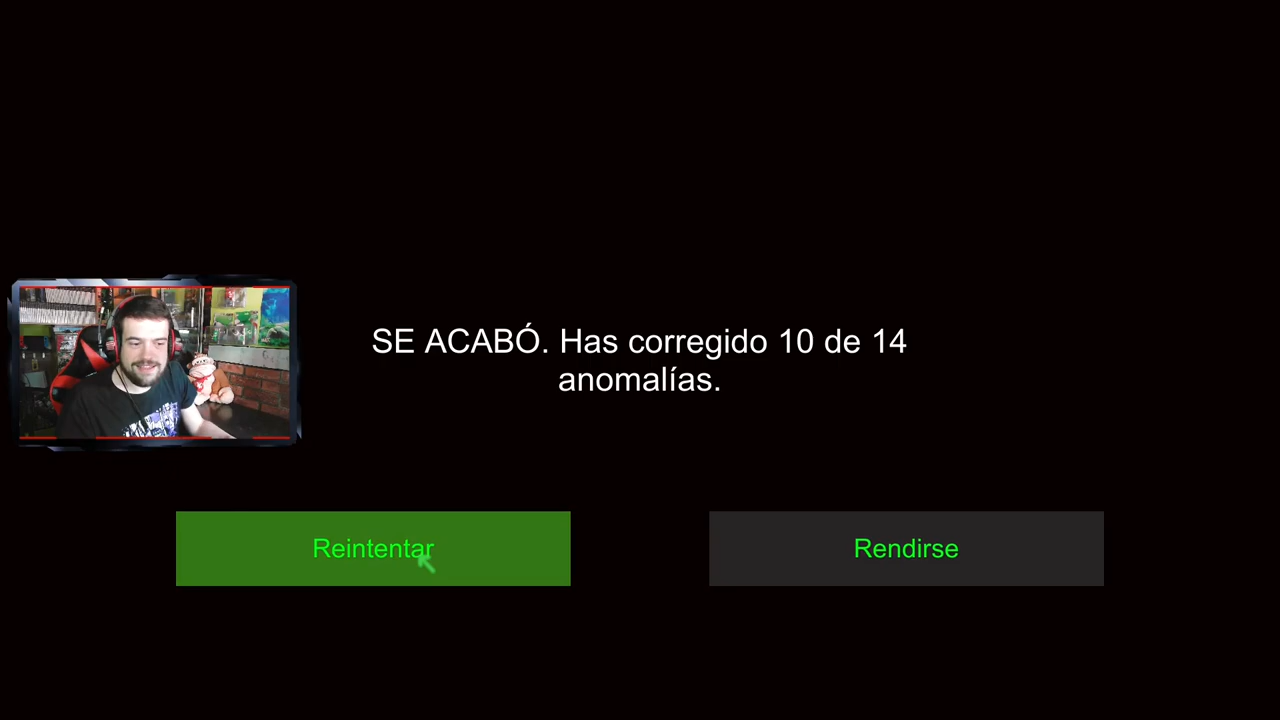 SE ACABÓ. Has corregido 10 de 14
anomalías.
Reintentar
Rendirse